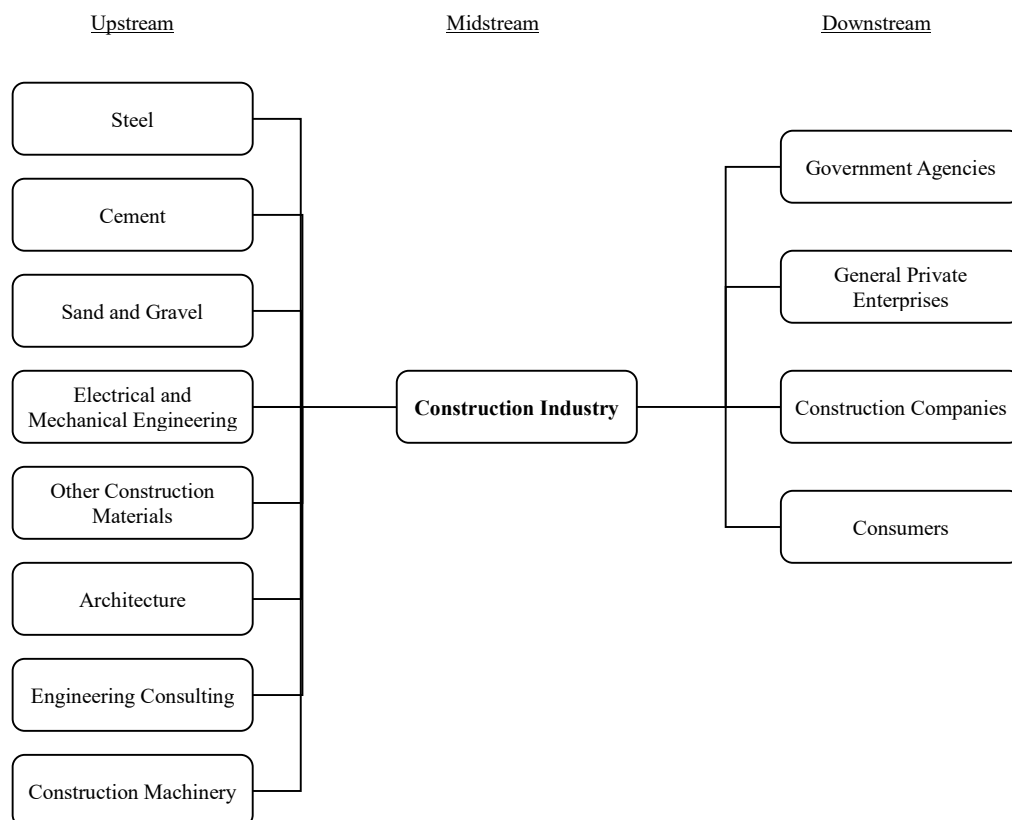 Upstream
Midstream
Downstream
Steel
Cement
Sand and Gravel
Electrical and
Mechanical Engineering
Other Construction
Materials
Architecture
Engineering Consulting
Construction Machinery
Construction Industry
Government Agencies
General Private
Enterprises
Construction Companies
Consumers